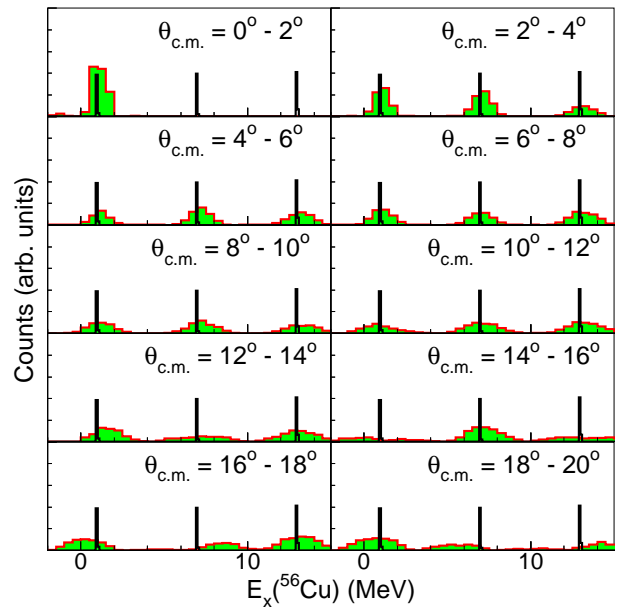 θc.m. = 0° - 2°
θc.m. = 2° - 4°
θc.m. = 4° - 6°
θc.m. = 6° - 8°
θc.m. = 8° - 10°
θc.m. = 10° - 12°
θc.m. = 12° - 14°
θc.m. = 14° - 16°
θc.m. = 16° - 18°
θc.m. = 18° - 20°
Counts (arb. units)
0 10 0 10
Ex(⁵⁶Cu) (MeV)